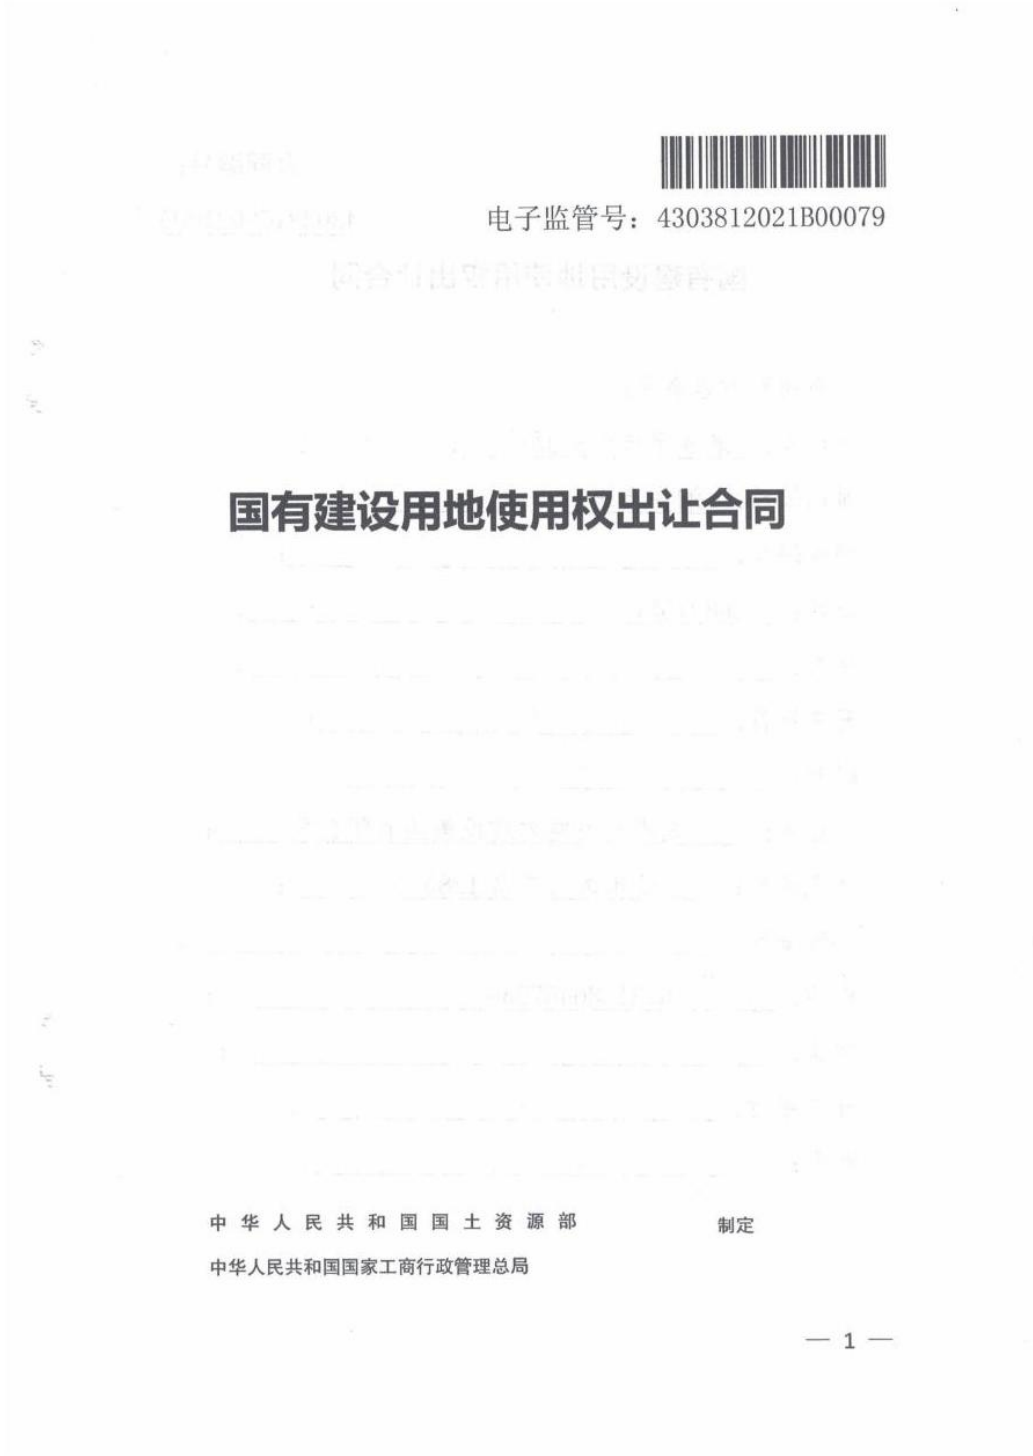 电子监管号：4303812021B00079
国有建设用地使用权出让合同
中华人民共和国国土资源部 制定
中华人民共和国国家工商行政管理总局
— 1 —